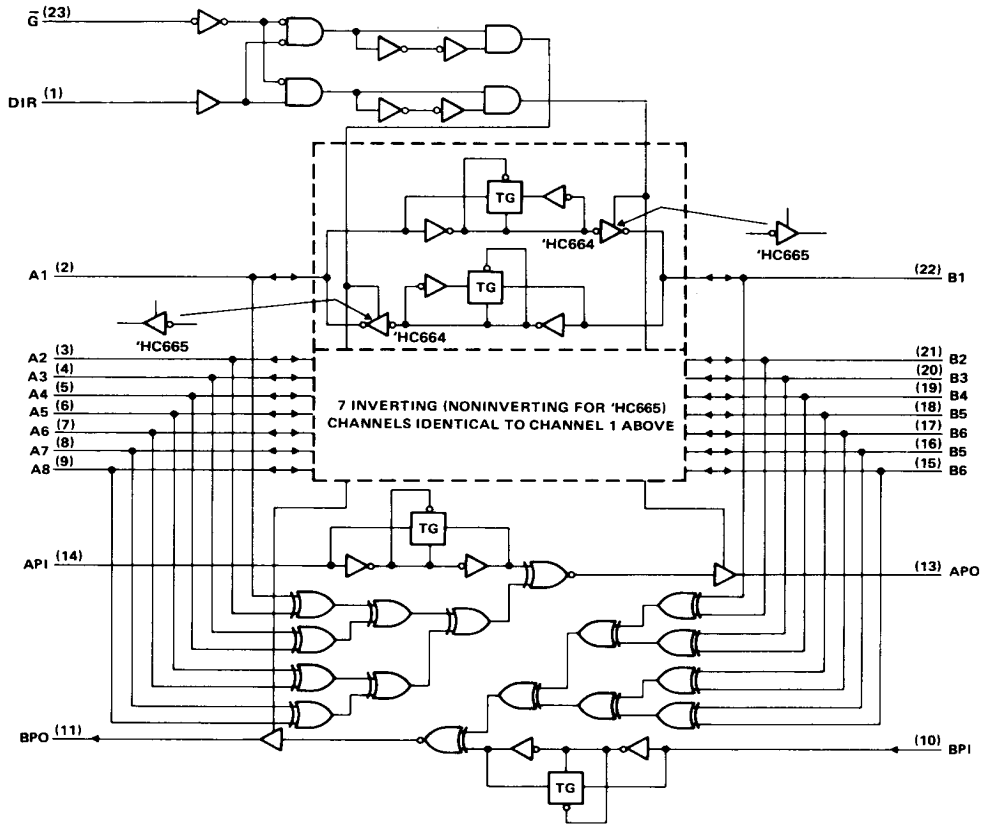 G̅ (23)
DIR (1)
TG
'HC664
'HC665
A1 (2)
(22) B1
TG
'HC665
'HC664
A2 (3)
A3 (4)
A4 (5)
A5 (6)
A6 (7)
A7 (8)
A8 (9)
7 INVERTING (NONINVERTING FOR 'HC665)
CHANNELS IDENTICAL TO CHANNEL 1 ABOVE
(21) B2
(20) B3
(19) B4
(18) B5
(17) B6
(16) B5
(15) B6
TG
API (14)
(13) APO
BPO (11)
(10) BPI
TG